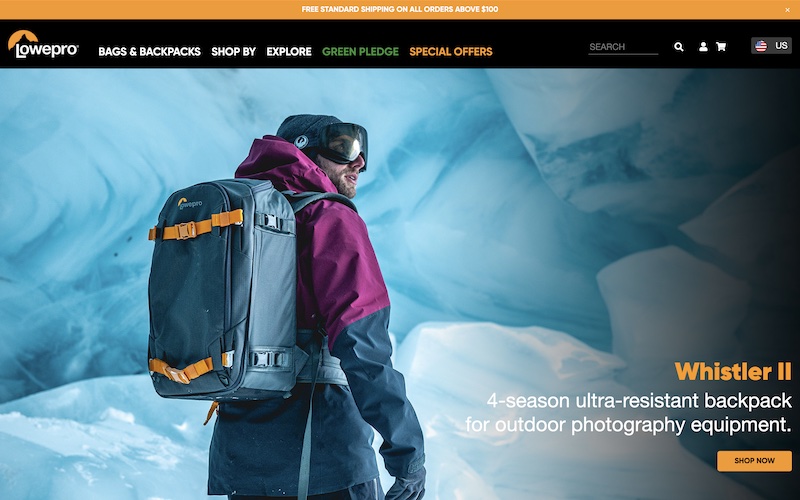 FREE STANDARD SHIPPING ON ALL ORDERS ABOVE $100
×
Lowepro
BAGS & BACKPACKS SHOP BY EXPLORE GREEN PLEDGE SPECIAL OFFERS
SEARCH
US
Lowepro
Whistler II
4-season ultra-resistant backpack
for outdoor photography equipment.
SHOP NOW